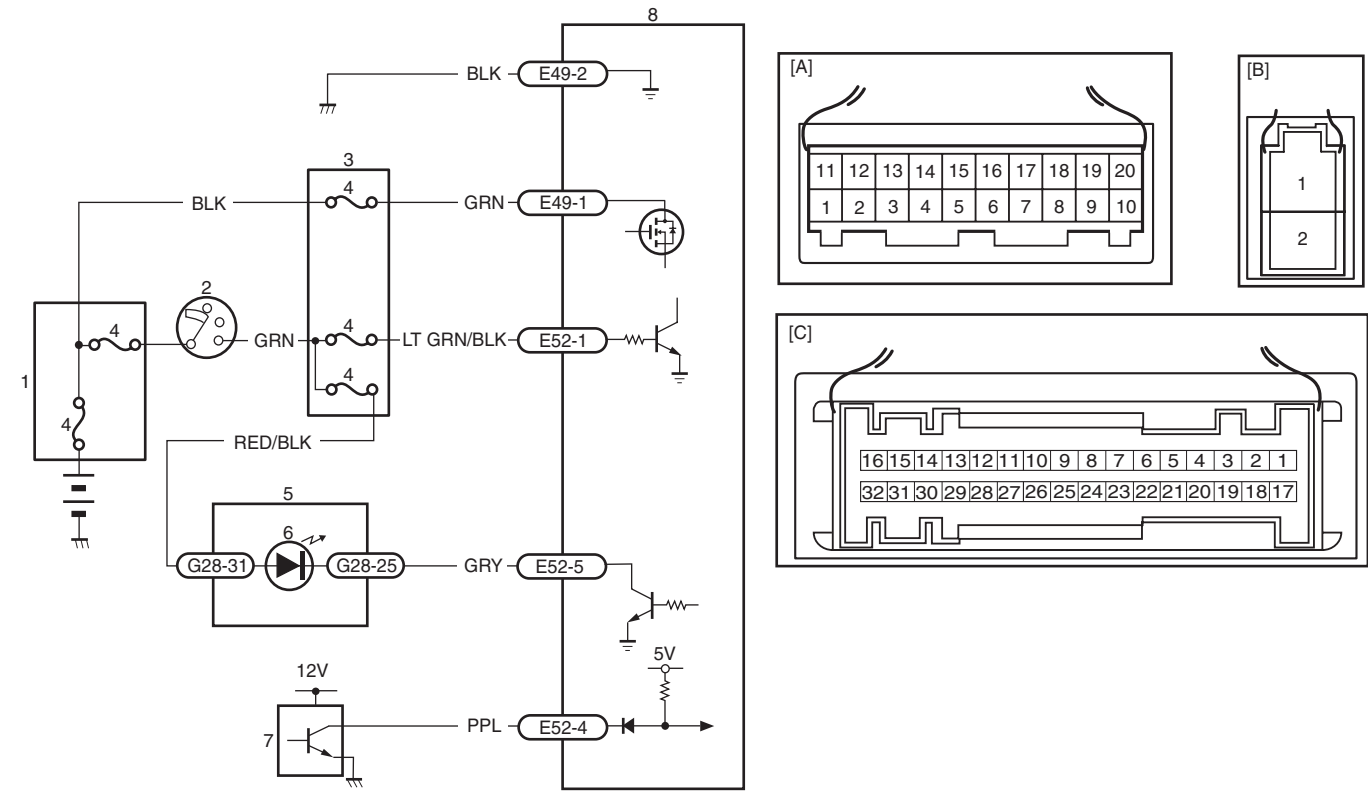 8
BLK E49-2
3
4
BLK GRN E49-1
2
4 4
GRN LT GRN/BLK E52-1
1
4 4
RED/BLK
5
6
G28-31 G28-25 GRY E52-5
5V
12V
7 PPL E52-4
[A]
11 12 13 14 15 16 17 18 19 20
1 2 3 4 5 6 7 8 9 10
[B]
1
2
[C]
16 15 14 13 12 11 10 9 8 7 6 5 4 3 2 1
32 31 30 29 28 27 26 25 24 23 22 21 20 19 18 17